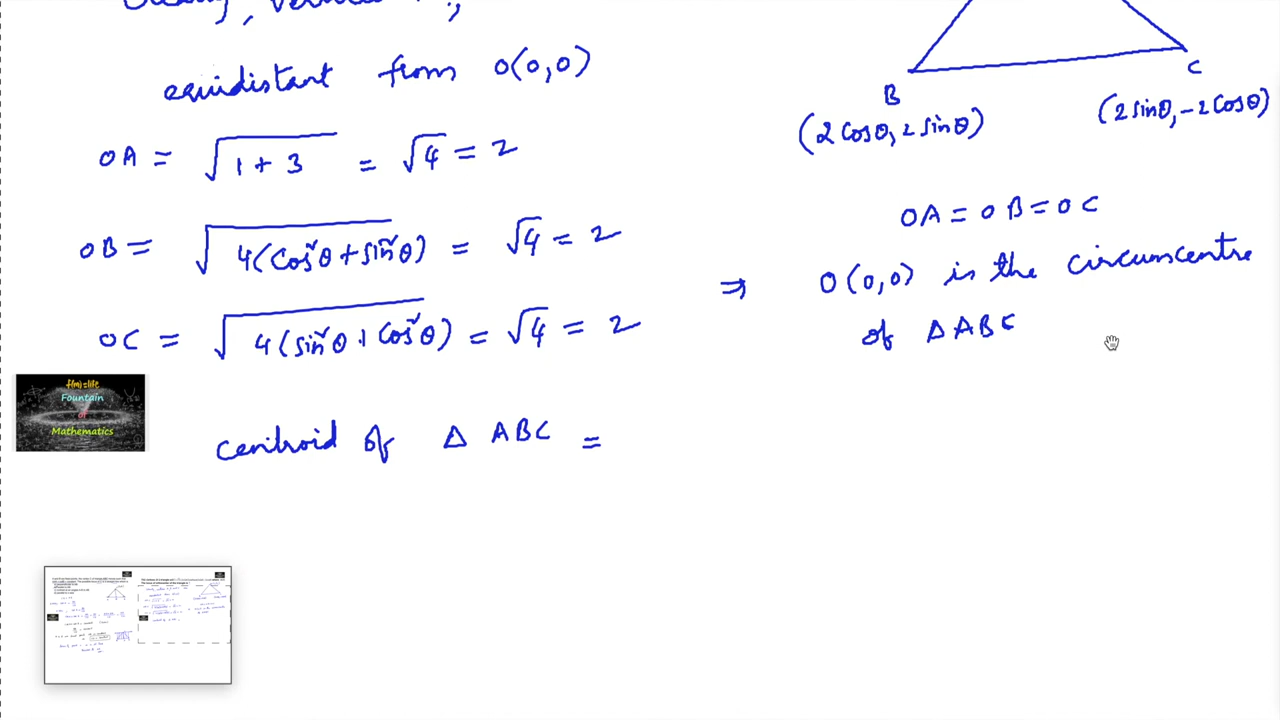 equidistant from O(0,0)
OA = √1+3 = √4 = 2
OB = √4(cos²θ+sin²θ) = √4 = 2
OC = √4(sin²θ+cos²θ) = √4 = 2
B
(2cosθ, 2sinθ)
C
(2sinθ, -2cosθ)
OA = OB = OC
⇒ O(0,0) is the circumcentre
of Δ ABC
f(m)=life
Fountain
of
Mathematics
centroid of Δ ABC =